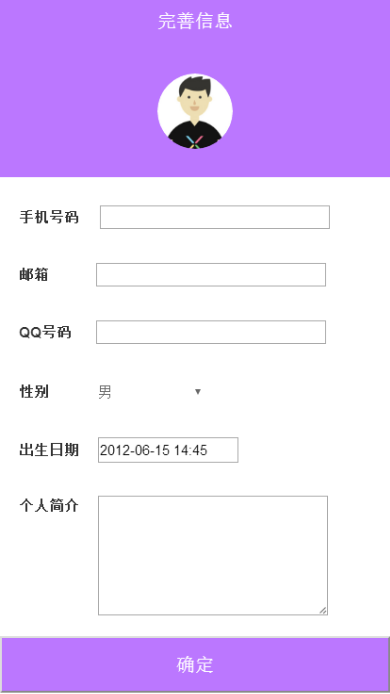 完善信息
手机号码
邮箱
QQ号码
性别 男
出生日期 2012-06-15 14:45
个人简介
确定